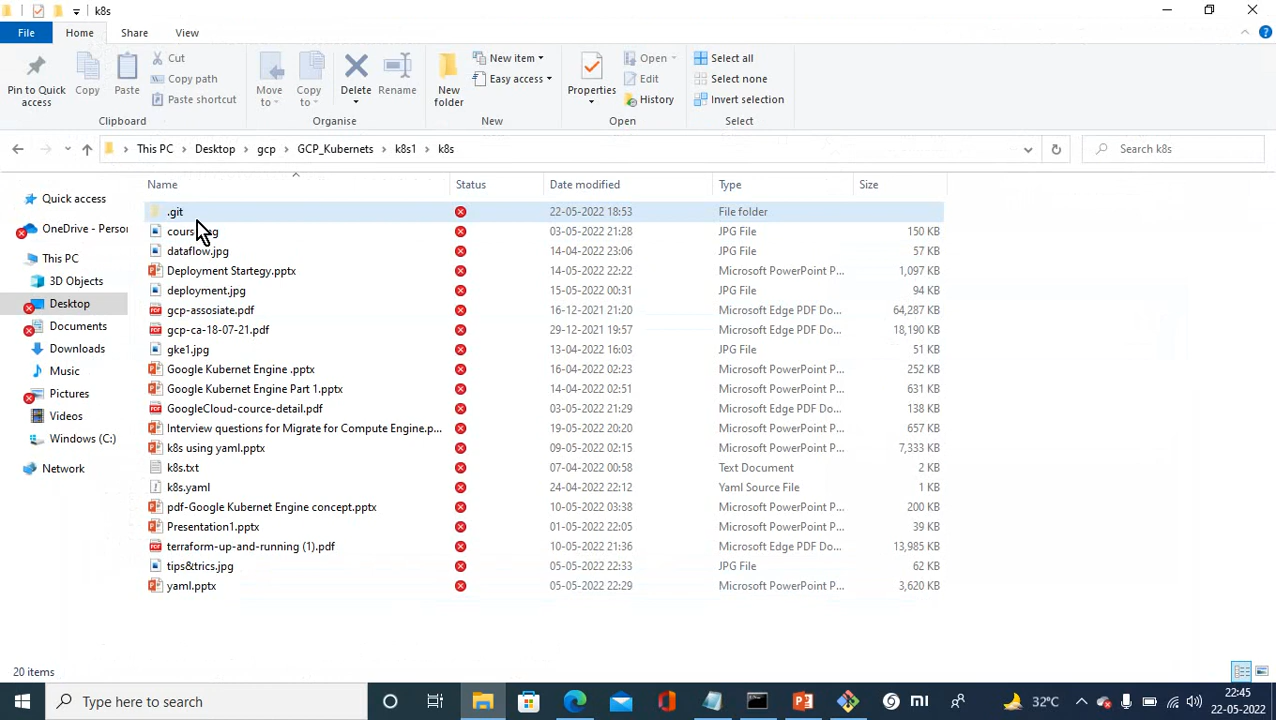 k8s
File Home Share View
Pin to Quick access
Copy
Paste
Cut
Copy path
Paste shortcut
Clipboard
Move to
Copy to
Delete
Rename
Organise
New folder
New item
Easy access
New
Properties
Open
Edit
History
Open
Select all
Select none
Invert selection
Select
This PC > Desktop > gcp > GCP_Kubernets > k8s1 > k8s
Search k8s
Name Status Date modified Type Size
Quick access
OneDrive - Perso
This PC
3D Objects
Desktop
Documents
Downloads
Music
Pictures
Videos
Windows (C:)
Network
.git 22-05-2022 18:53 File folder
03-05-2022 21:28 JPG File 150 KB
dataflow.jpg 14-04-2022 23:06 JPG File 57 KB
Deployment Startegy.pptx 14-05-2022 22:22 Microsoft PowerPoint P... 1,097 KB
deployment.jpg 15-05-2022 00:31 JPG File 94 KB
gcp-assosiate.pdf 16-12-2021 21:20 Microsoft Edge PDF Do... 64,287 KB
gcp-ca-18-07-21.pdf 29-12-2021 19:57 Microsoft Edge PDF Do... 18,190 KB
gke1.jpg 13-04-2022 16:03 JPG File 51 KB
Google Kubernet Engine .pptx 16-04-2022 02:23 Microsoft PowerPoint P... 252 KB
Google Kubernet Engine Part 1.pptx 14-04-2022 02:51 Microsoft PowerPoint P... 631 KB
GoogleCloud-cource-detail.pdf 03-05-2022 21:29 Microsoft Edge PDF Do... 138 KB
Interview questions for Migrate for Compute Engine.p... 19-05-2022 20:20 Microsoft PowerPoint P... 657 KB
k8s using yaml.pptx 09-05-2022 02:15 Microsoft PowerPoint P... 7,333 KB
k8s.txt 07-04-2022 00:58 Text Document 2 KB
k8s.yaml 24-04-2022 22:12 Yaml Source File 1 KB
pdf-Google Kubernet Engine concept.pptx 10-05-2022 03:38 Microsoft PowerPoint P... 200 KB
Presentation1.pptx 01-05-2022 22:05 Microsoft PowerPoint P... 39 KB
terraform-up-and-running (1).pdf 10-05-2022 21:36 Microsoft Edge PDF Do... 13,985 KB
tips&trics.jpg 05-05-2022 22:33 JPG File 62 KB
yaml.pptx 05-05-2022 22:29 Microsoft PowerPoint P... 3,620 KB
20 items
Type here to search
32°C
22:45
22-05-2022